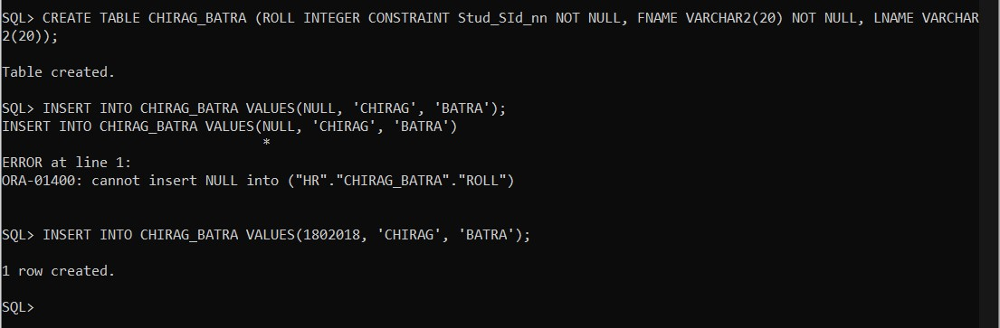 SQL> CREATE TABLE CHIRAG_BATRA (ROLL INTEGER CONSTRAINT Stud_SId_nn NOT NULL, FNAME VARCHAR2(20) NOT NULL, LNAME VARCHAR
2(20));
Table created.
SQL> INSERT INTO CHIRAG_BATRA VALUES(NULL, 'CHIRAG', 'BATRA');
INSERT INTO CHIRAG_BATRA VALUES(NULL, 'CHIRAG', 'BATRA')
*
ERROR at line 1:
ORA-01400: cannot insert NULL into ("HR"."CHIRAG_BATRA"."ROLL")
SQL> INSERT INTO CHIRAG_BATRA VALUES(1802018, 'CHIRAG', 'BATRA');
1 row created.
SQL>